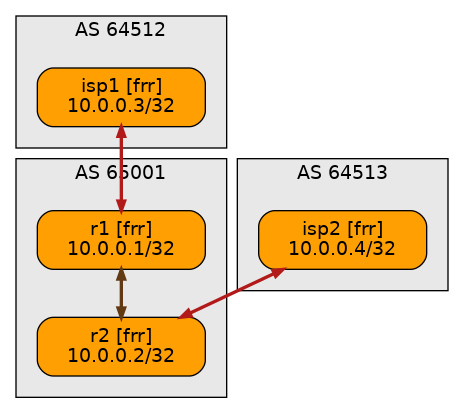 AS 64512
isp1 [frr]
10.0.0.3/32
AS 65001
r1 [frr]
10.0.0.1/32
r2 [frr]
10.0.0.2/32
AS 64513
isp2 [frr]
10.0.0.4/32